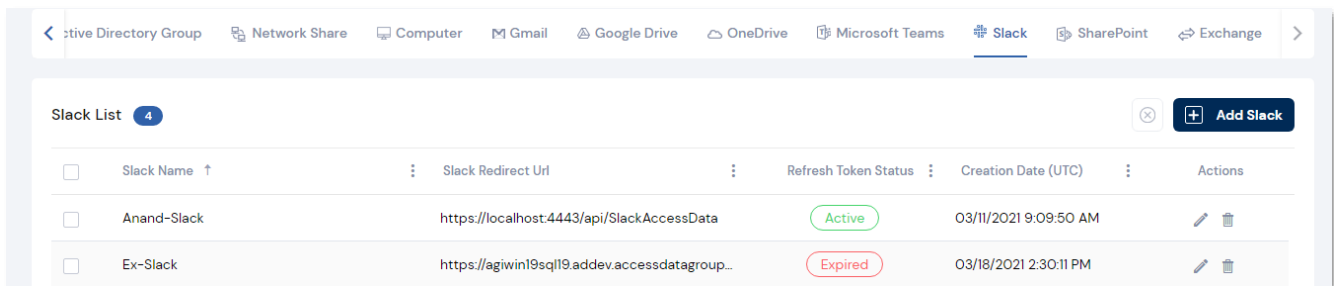 ctive Directory Group Network Share Computer Gmail Google Drive OneDrive Microsoft Teams Slack SharePoint Exchange
Slack List 4 Add Slack
Slack Name ↑ Slack Redirect Url Refresh Token Status Creation Date (UTC) Actions
Anand-Slack https://localhost:4443/api/SlackAccessData Active 03/11/2021 9:09:50 AM
Ex-Slack https://agiwin19sql19.addev.accessdatagroup... Expired 03/18/2021 2:30:11 PM